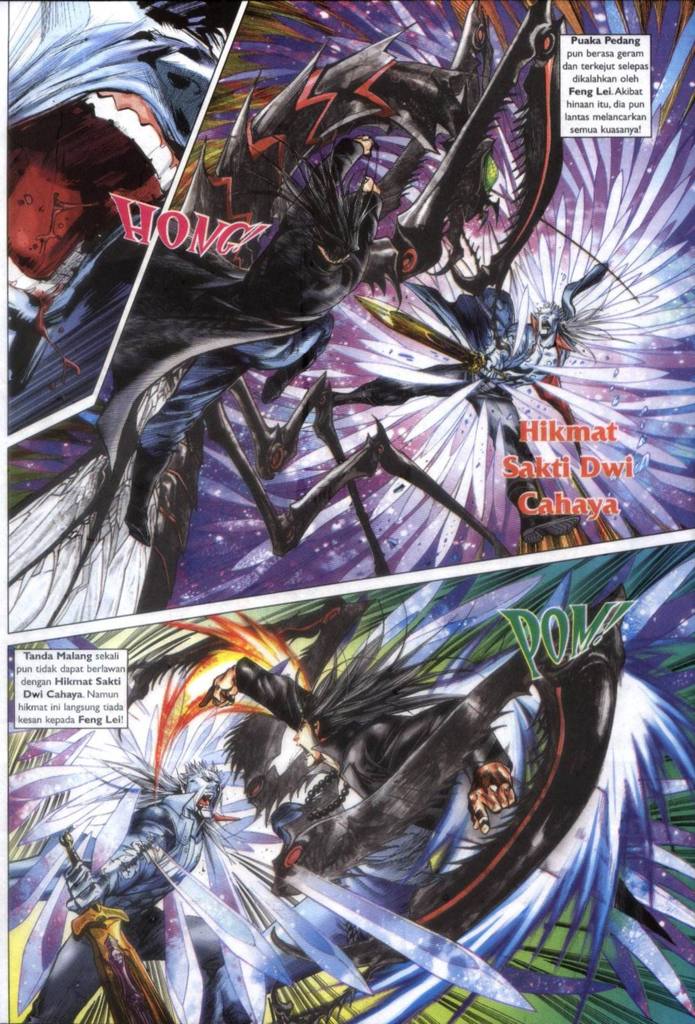 Puaka Pedang
pun berasa geram
dan terkejut selepas
dikalahkan oleh
Feng Lei. Akibat
hinaan itu, dia pun
lantas melancarkan
semua kuasanya!
HONG!
Hikmat
Sakti Dwi
Cahaya
POM!
Tanda Malang sekali
pun tidak dapat berlawan
dengan Hikmat Sakti
Dwi Cahaya. Namun
hikmat ini langsung tiada
kesan kepada Feng Lei!